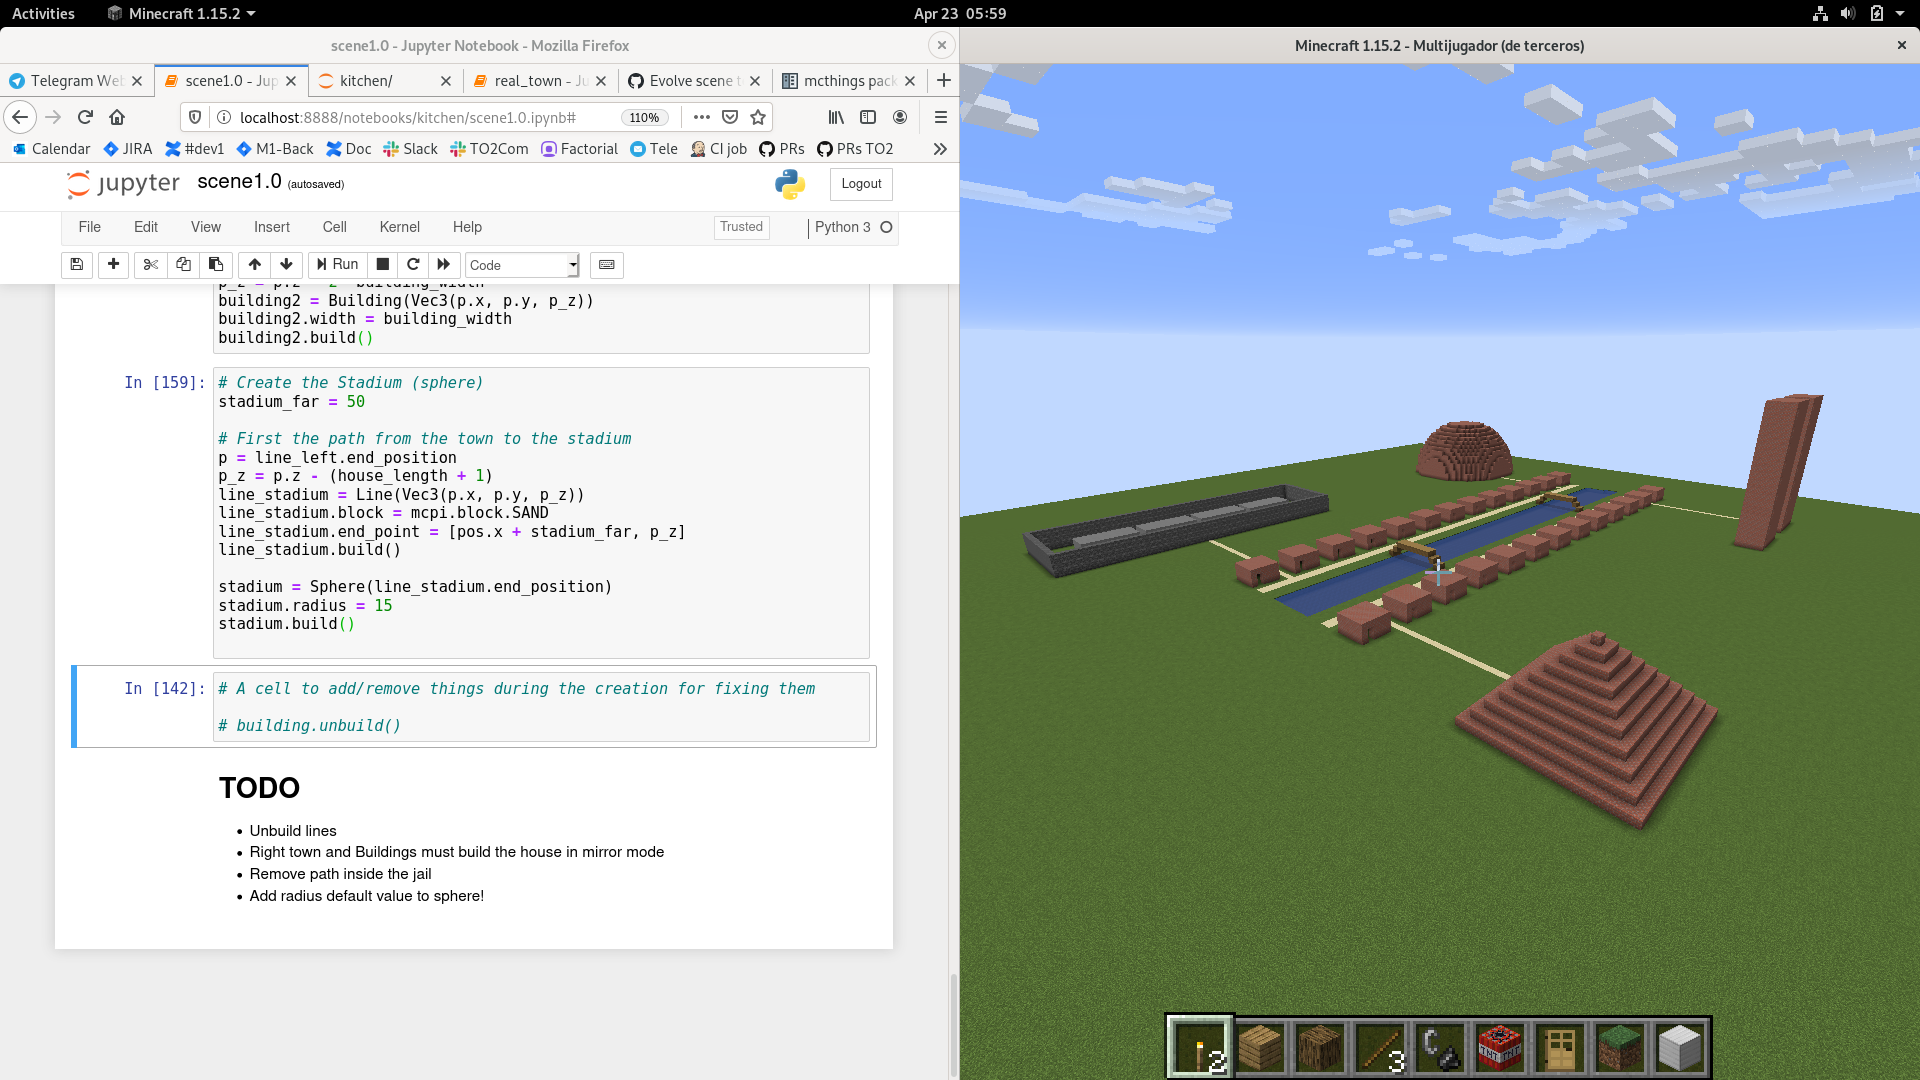 Activities
Minecraft 1.15.2
Apr 23 05:59
scene1.0 - Jupyter Notebook - Mozilla Firefox
Minecraft 1.15.2 - Multijugador (de terceros)
Telegram We
scene1.0 - Jup
kitchen/
real_town - Ju
Evolve scene t
mcthings pack
localhost:8888/notebooks/kitchen/scene1.0.ipynb#
110%
Calendar
JIRA
#dev1
M1-Back
Doc
Slack
TO2Com
Factorial
Tele
CI job
PRs
PRs TO2
jupyter
scene1.0 (autosaved)
Logout
File
Edit
View
Insert
Cell
Kernel
Help
Trusted
Python 3
Run
Code
building2 = Building(Vec3(p.x, p.y, p_z))
building2.width = building_width
building2.build()
In [159]:
# Create the Stadium (sphere)
stadium_far = 50
# First the path from the town to the stadium
p = line_left.end_position
p_z = p.z - (house_length + 1)
line_stadium = Line(Vec3(p.x, p.y, p_z))
line_stadium.block = mcpi.block.SAND
line_stadium.end_point = [pos.x + stadium_far, p_z]
line_stadium.build()
stadium = Sphere(line_stadium.end_position)
stadium.radius = 15
stadium.build()
In [142]:
# A cell to add/remove things during the creation for fixing them
# building.unbuild()
TODO
• Unbuild lines
• Right town and Buildings must build the house in mirror mode
• Remove path inside the jail
• Add radius default value to sphere!
2
3
TNT